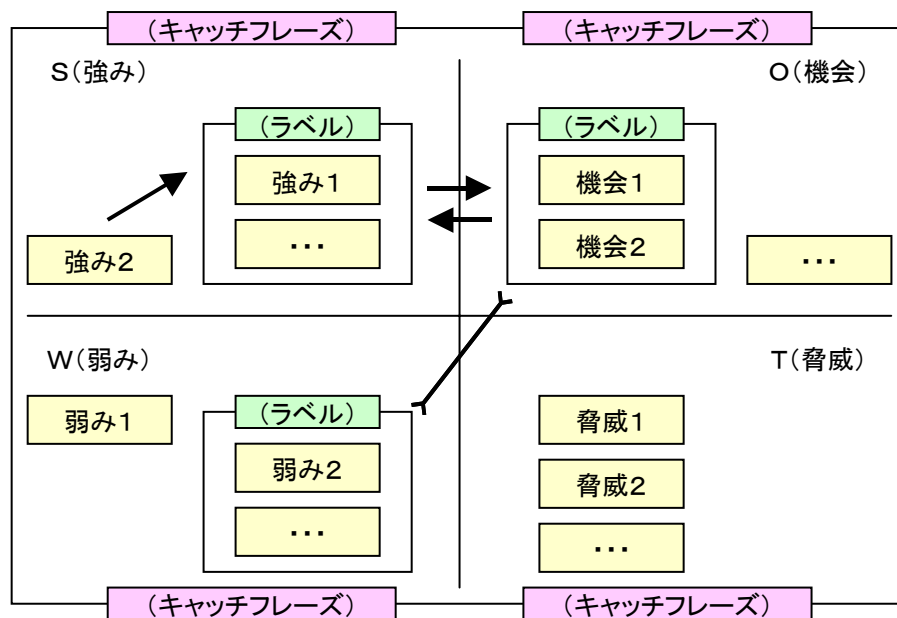 (キャッチフレーズ)
(キャッチフレーズ)
S(強み)
O(機会)
(ラベル)
(ラベル)
強み1
機会1
強み2
・・・
機会2
・・・
W(弱み)
T(脅威)
弱み1
(ラベル)
脅威1
弱み2
脅威2
・・・
・・・
(キャッチフレーズ)
(キャッチフレーズ)